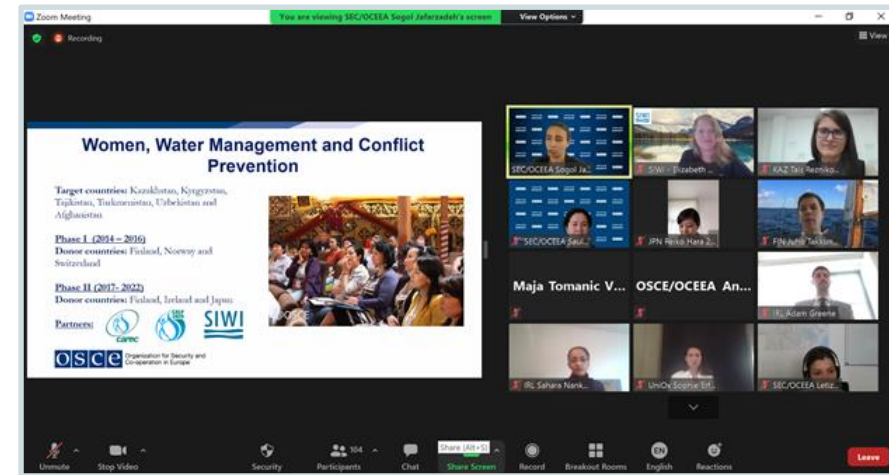 Zoom Meeting
You are viewing SEC/OCEEA Sogol Jafarzadeh's screen
View Options
Recording
View
Women, Water Management and Conflict
Prevention
Target countries: Kazakhstan, Kyrgyzstan,
Tajikistan, Turkmenistan, Uzbekistan and
Afghanistan
Phase I (2014 – 2016)
Donor countries: Finland, Norway and
Switzerland
Phase II (2017- 2022)
Donor countries: Finland, Ireland and Japan
Partners:
carec
SIWI
OSCE
Organization for Security and
Co-operation in Europe
SEC/OCEEA Sogol Ja...
SIWI - Elizabeth ...
KAZ Tais Rezniko...
SEC/OCEEA Saul...
JPN Reiko Hara 2...
FIN Juho
Maja Tomanic V...
OSCE/OCEEA An...
IRL Adam Greene
IRL Sahara Nank...
UniOx Sophie Erf...
SEC/OCEEA Letiz...
Share (Alt+S)
Unmute
Stop Video
Security
104
Participants
Chat
Share Screen
Record
Breakout Rooms
EN
English
Reactions
Leave